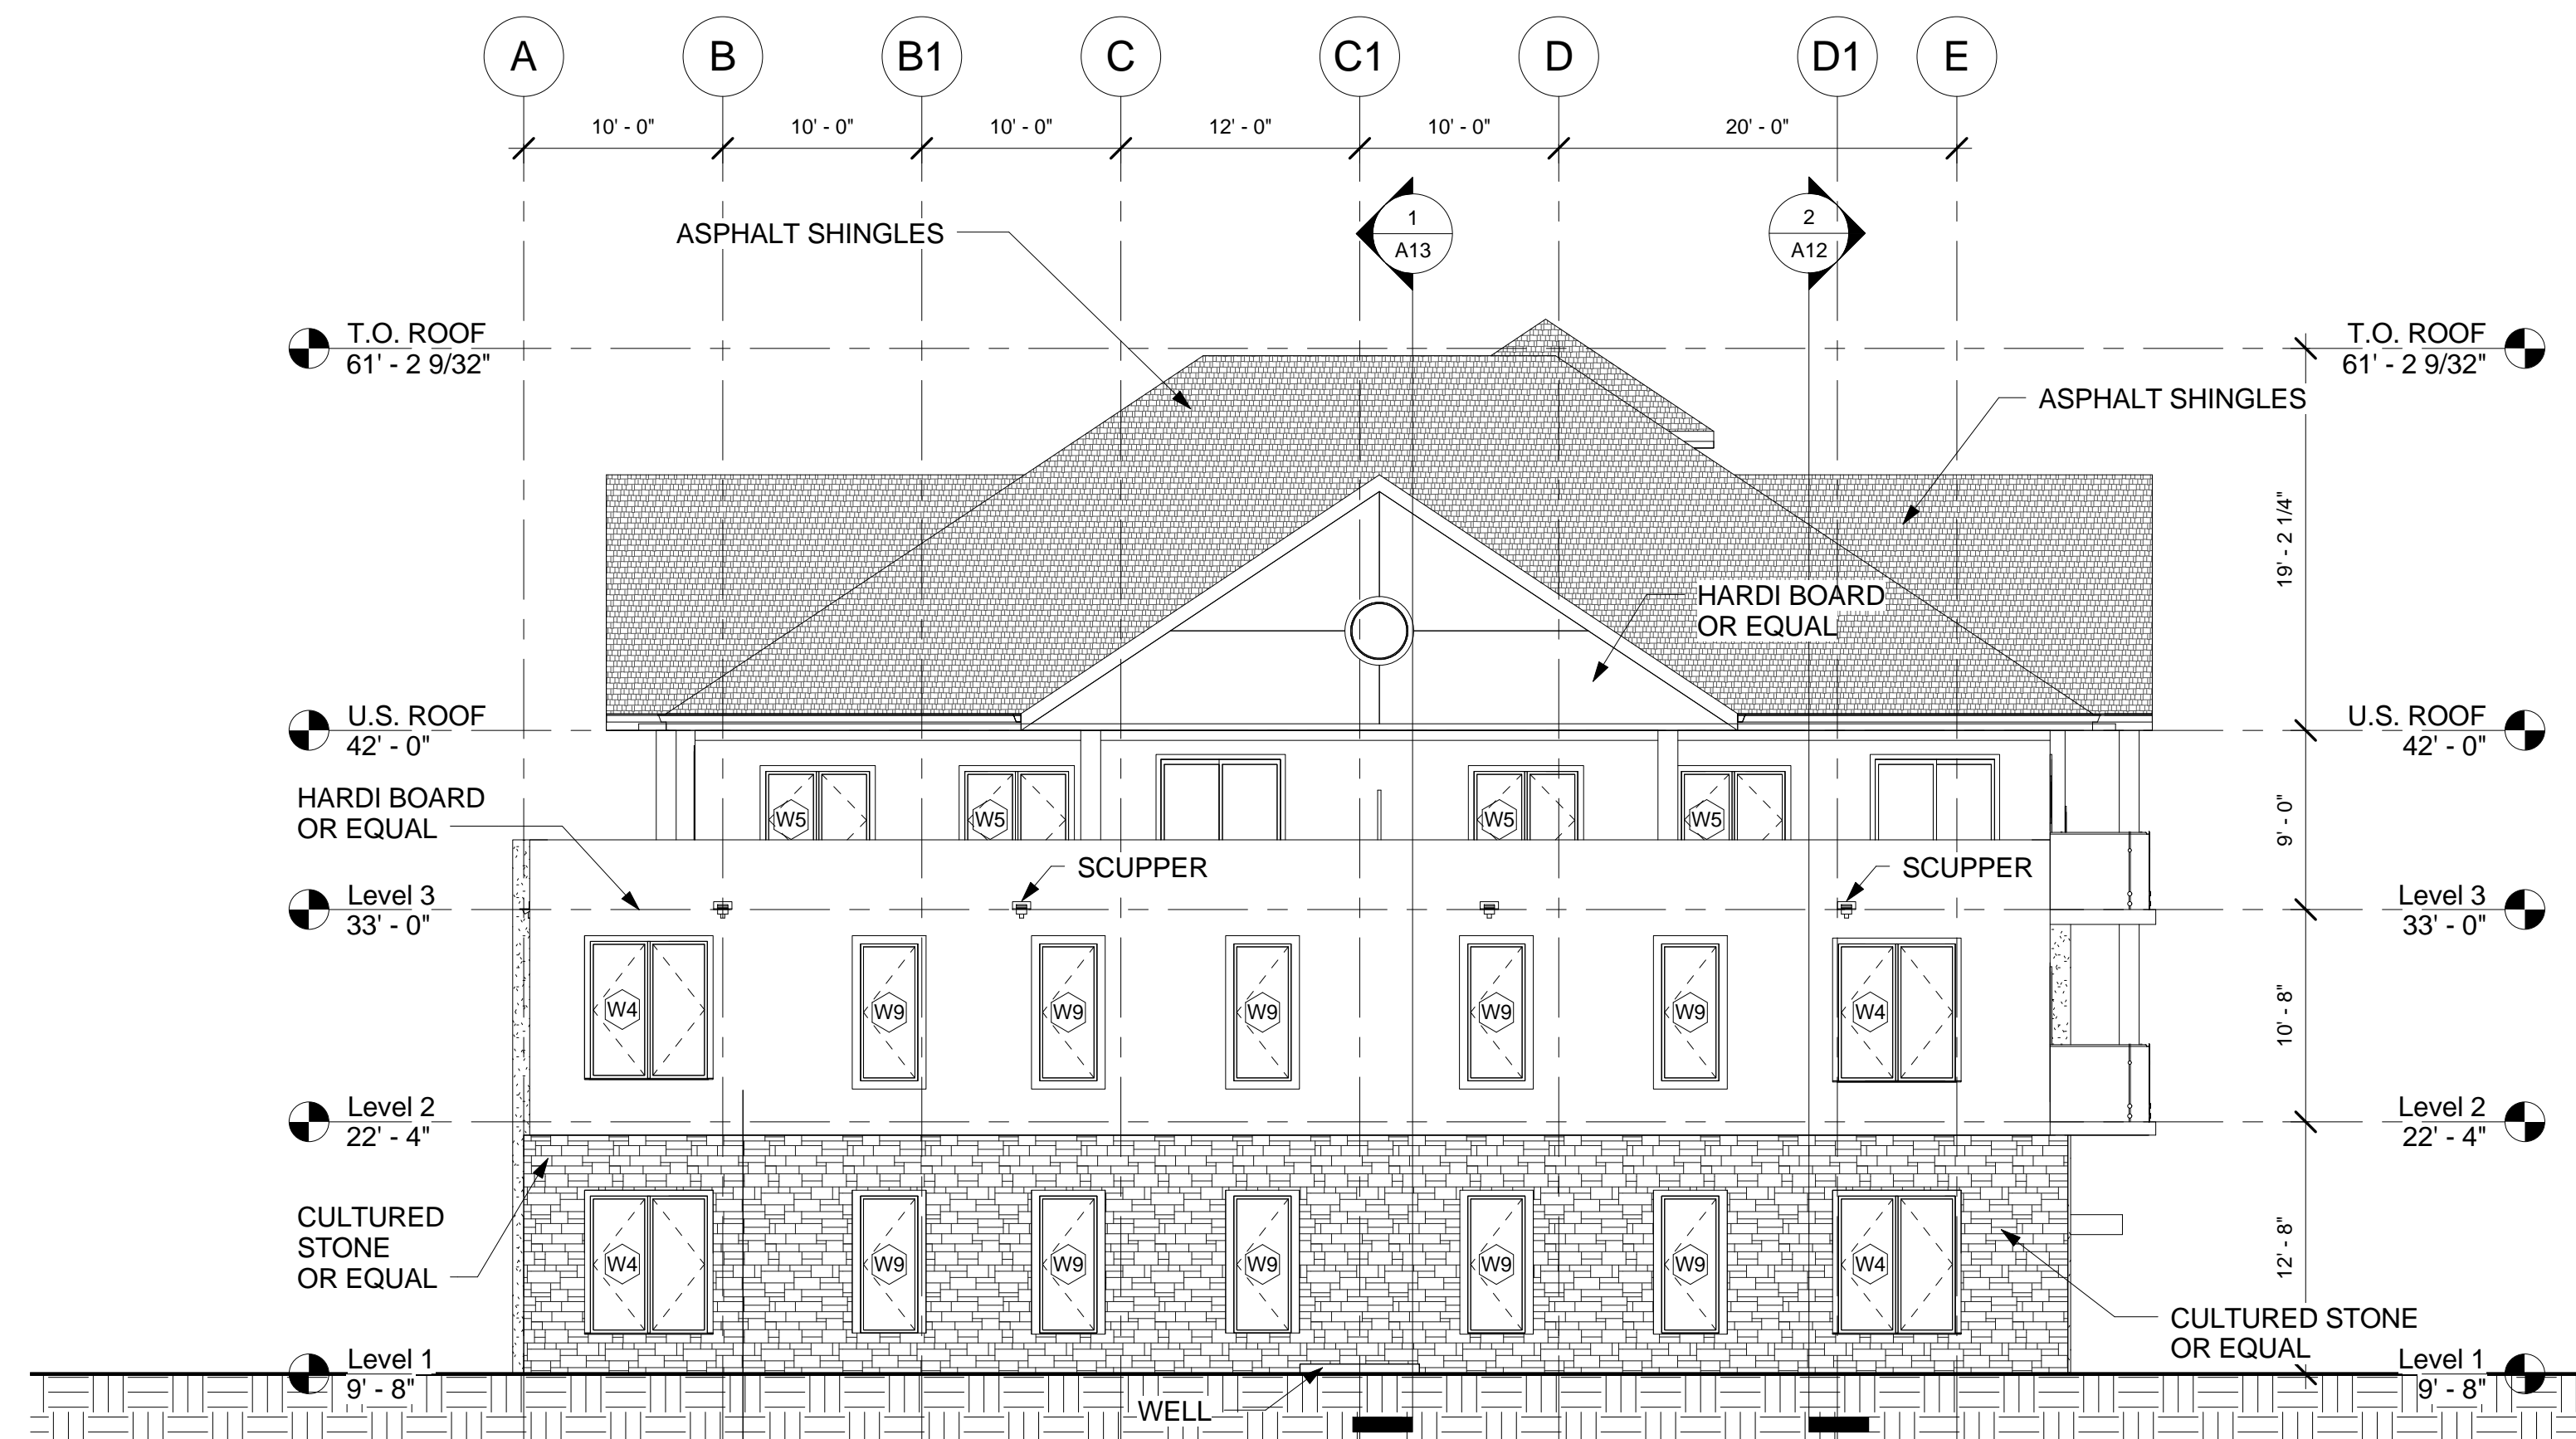 A B B1 C C1 D D1 E
10' - 0" 10' - 0" 10' - 0" 12' - 0" 10' - 0" 20' - 0"
1
A13
2
A12
ASPHALT SHINGLES
T.O. ROOF
61' - 2 9/32"
T.O. ROOF
61' - 2 9/32"
ASPHALT SHINGLES
19' - 2 1/4"
HARDI BOARD
OR EQUAL
U.S. ROOF
42' - 0"
U.S. ROOF
42' - 0"
HARDI BOARD
OR EQUAL
W5 W5 W5 W5
9' - 0"
SCUPPER SCUPPER
Level 3
33' - 0"
Level 3
33' - 0"
W4 W9 W9 W9 W9 W9 W4
10' - 8"
Level 2
22' - 4"
Level 2
22' - 4"
CULTURED
STONE
OR EQUAL
W4 W9 W9 W9 W9 W9 W4
12' - 8"
CULTURED STONE
OR EQUAL
Level 1
9' - 8"
Level 1
9' - 8"
WELL